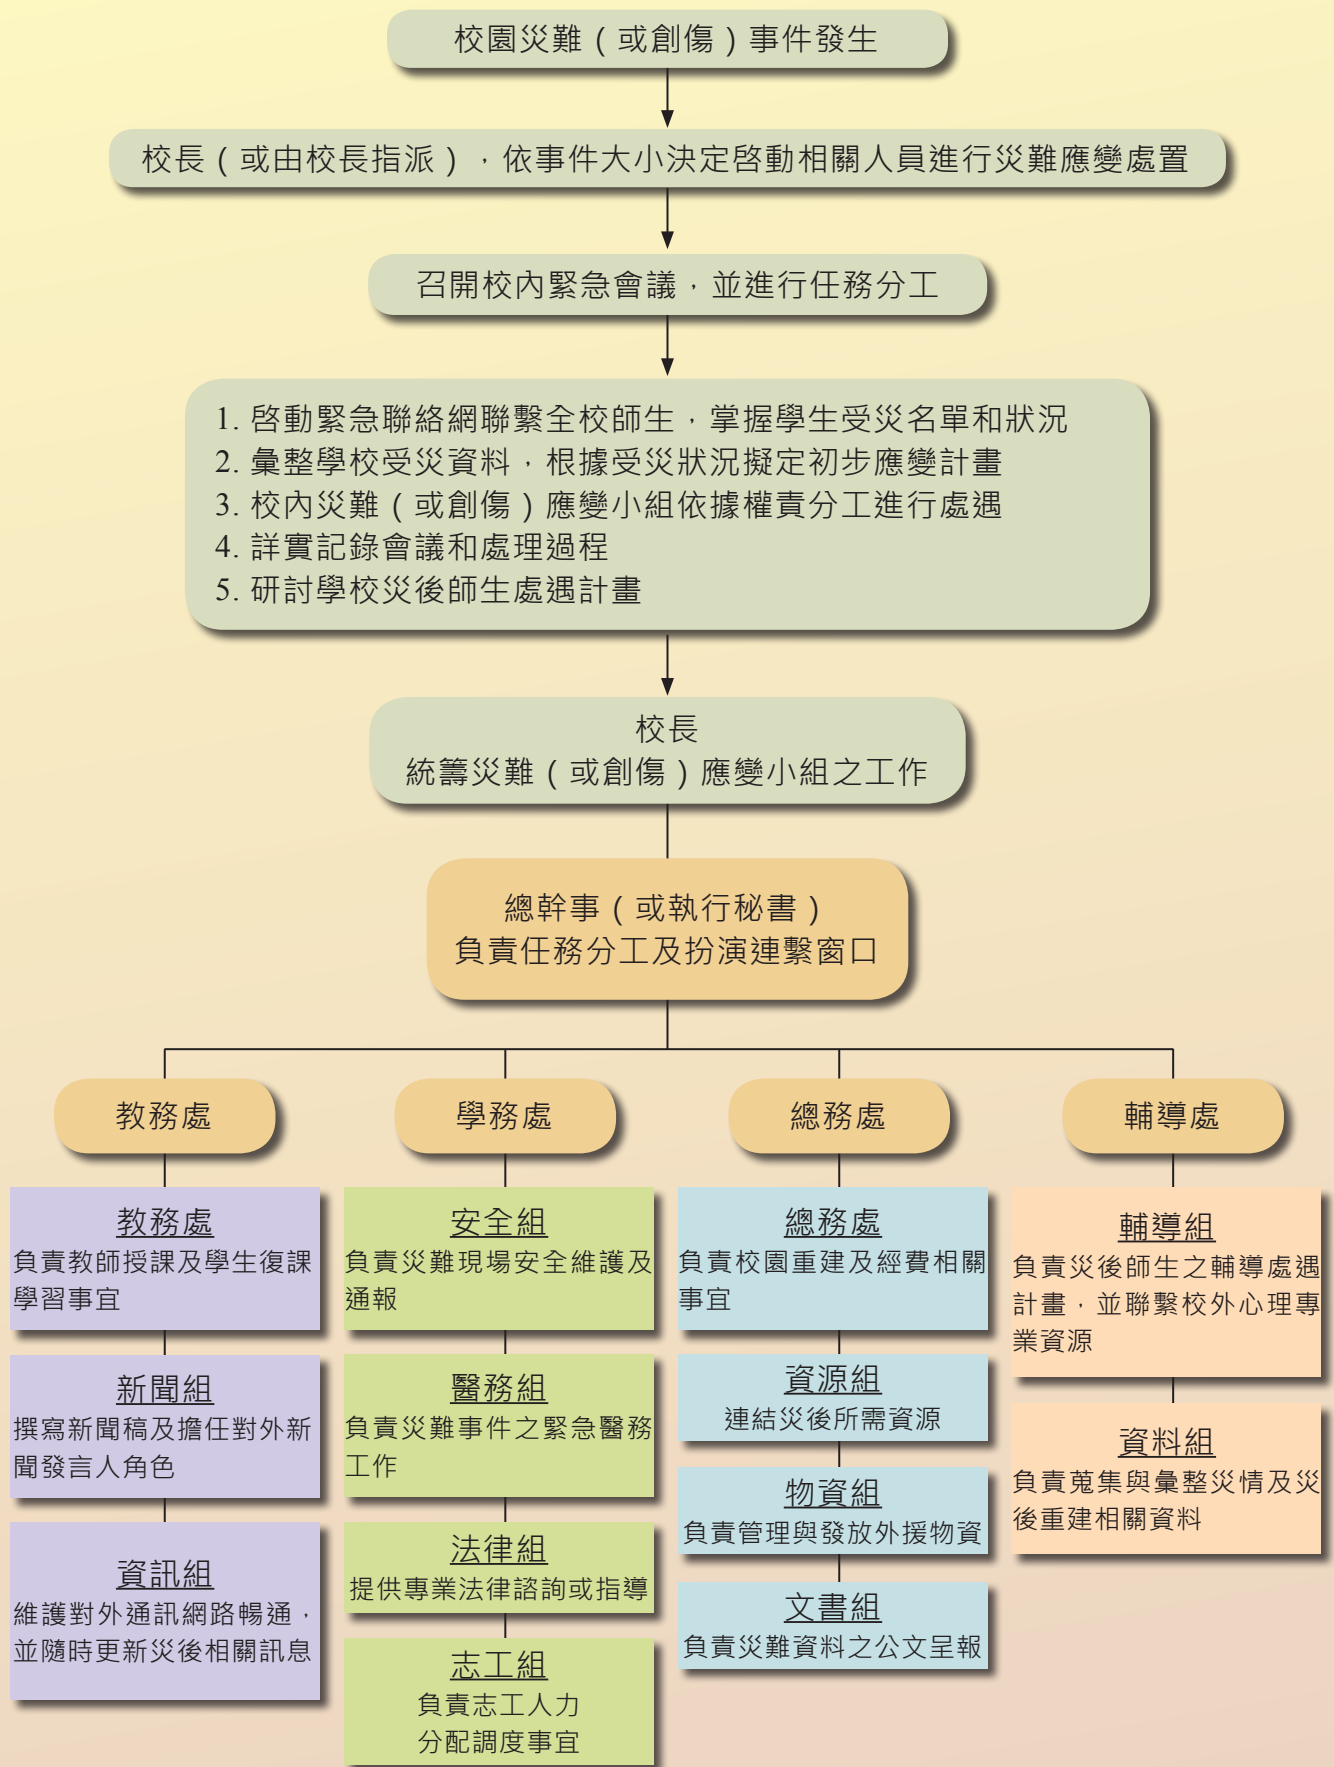 校園災難（或創傷）事件發生
校長（或由校長指派），依事件大小決定啓動相關人員進行災難應變處置
召開校內緊急會議，並進行任務分工
1. 啓動緊急聯絡網聯繫全校師生，掌握學生受災名單和狀況
2. 彙整學校受災資料，根據受災狀況擬定初步應變計畫
3. 校內災難（或創傷）應變小組依據權責分工進行處遇
4. 詳實記錄會議和處理過程
5. 研討學校災後師生處遇計畫
校長
統籌災難（或創傷）應變小組之工作
總幹事（或執行秘書）
負責任務分工及扮演連繫窗口
教務處
學務處
總務處
輔導處
教務處
負責教師授課及學生復課
學習事宜
新聞組
撰寫新聞稿及擔任對外新
聞發言人角色
資訊組
維護對外通訊網路暢通，
並隨時更新災後相關訊息
安全組
負責災難現場安全維護及
通報
醫務組
負責災難事件之緊急醫務
工作
法律組
提供專業法律諮詢或指導
志工組
負責志工人力
分配調度事宜
總務處
負責校園重建及經費相關
事宜
資源組
連結災後所需資源
物資組
負責管理與發放外援物資
文書組
負責災難資料之公文呈報
輔導組
負責災後師生之輔導處遇
計畫，並聯繫校外心理專
業資源
資料組
負責蒐集與彙整災情及災
後重建相關資料